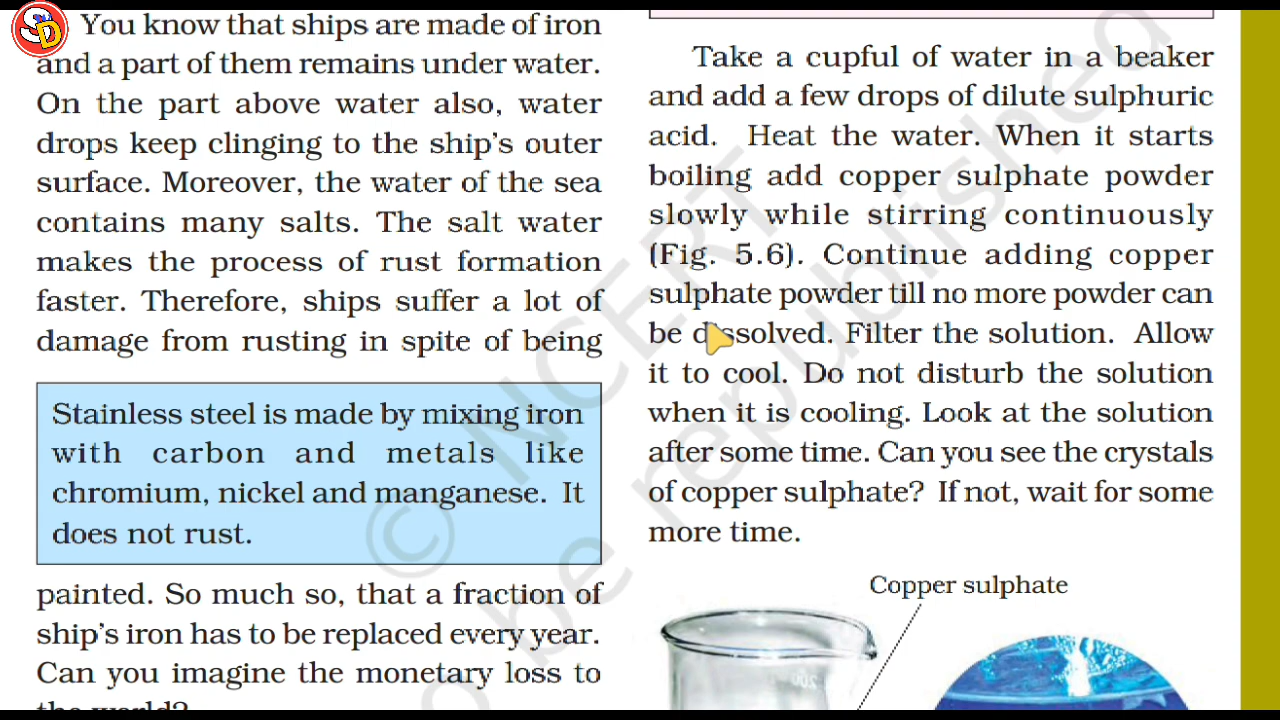 You know that ships are made of iron
and a part of them remains under water.
On the part above water also, water
drops keep clinging to the ship's outer
surface. Moreover, the water of the sea
contains many salts. The salt water
makes the process of rust formation
faster. Therefore, ships suffer a lot of
damage from rusting in spite of being
Stainless steel is made by mixing iron
with carbon and metals like
chromium, nickel and manganese. It
does not rust.
painted. So much so, that a fraction of
ship's iron has to be replaced every year.
Can you imagine the monetary loss to
the world?
Take a cupful of water in a beaker
and add a few drops of dilute sulphuric
acid. Heat the water. When it starts
boiling add copper sulphate powder
slowly while stirring continuously
(Fig. 5.6). Continue adding copper
sulphate powder till no more powder can
be dissolved. Filter the solution. Allow
it to cool. Do not disturb the solution
when it is cooling. Look at the solution
after some time. Can you see the crystals
of copper sulphate? If not, wait for some
more time.
Copper sulphate
© NCERT
o be republished
SD